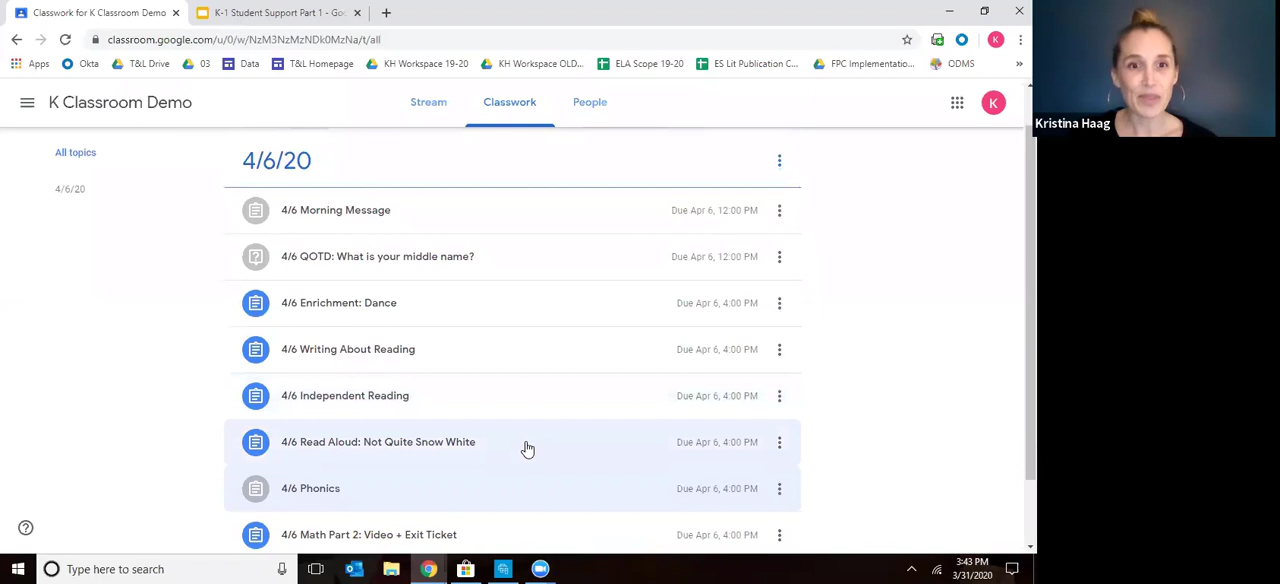 Classwork for K Classroom Demo
K-1 Student Support Part 1 - Goo
classroom.google.com/u/0/w/NzM3NzMzNDk0MzNa/t/all
K
Apps
Okta
T&L Drive
03
Data
T&L Homepage
KH Workspace 19-20
KH Workspace OLD...
ELA Scope 19-20
ES Lit Publication C...
FPC Implementatio...
ODMS
»
K Classroom Demo
Stream
Classwork
People
K
Kristina Haag
All topics
4/6/20
4/6/20
4/6 Morning Message
Due Apr 6, 12:00 PM
4/6 QOTD: What is your middle name?
Due Apr 6, 12:00 PM
4/6 Enrichment: Dance
Due Apr 6, 4:00 PM
4/6 Writing About Reading
Due Apr 6, 4:00 PM
4/6 Independent Reading
Due Apr 6, 4:00 PM
4/6 Read Aloud: Not Quite Snow White
Due Apr 6, 4:00 PM
4/6 Phonics
Due Apr 6, 4:00 PM
4/6 Math Part 2: Video + Exit Ticket
Due Apr 6, 4:00 PM
Type here to search
3:43 PM
3/31/2020